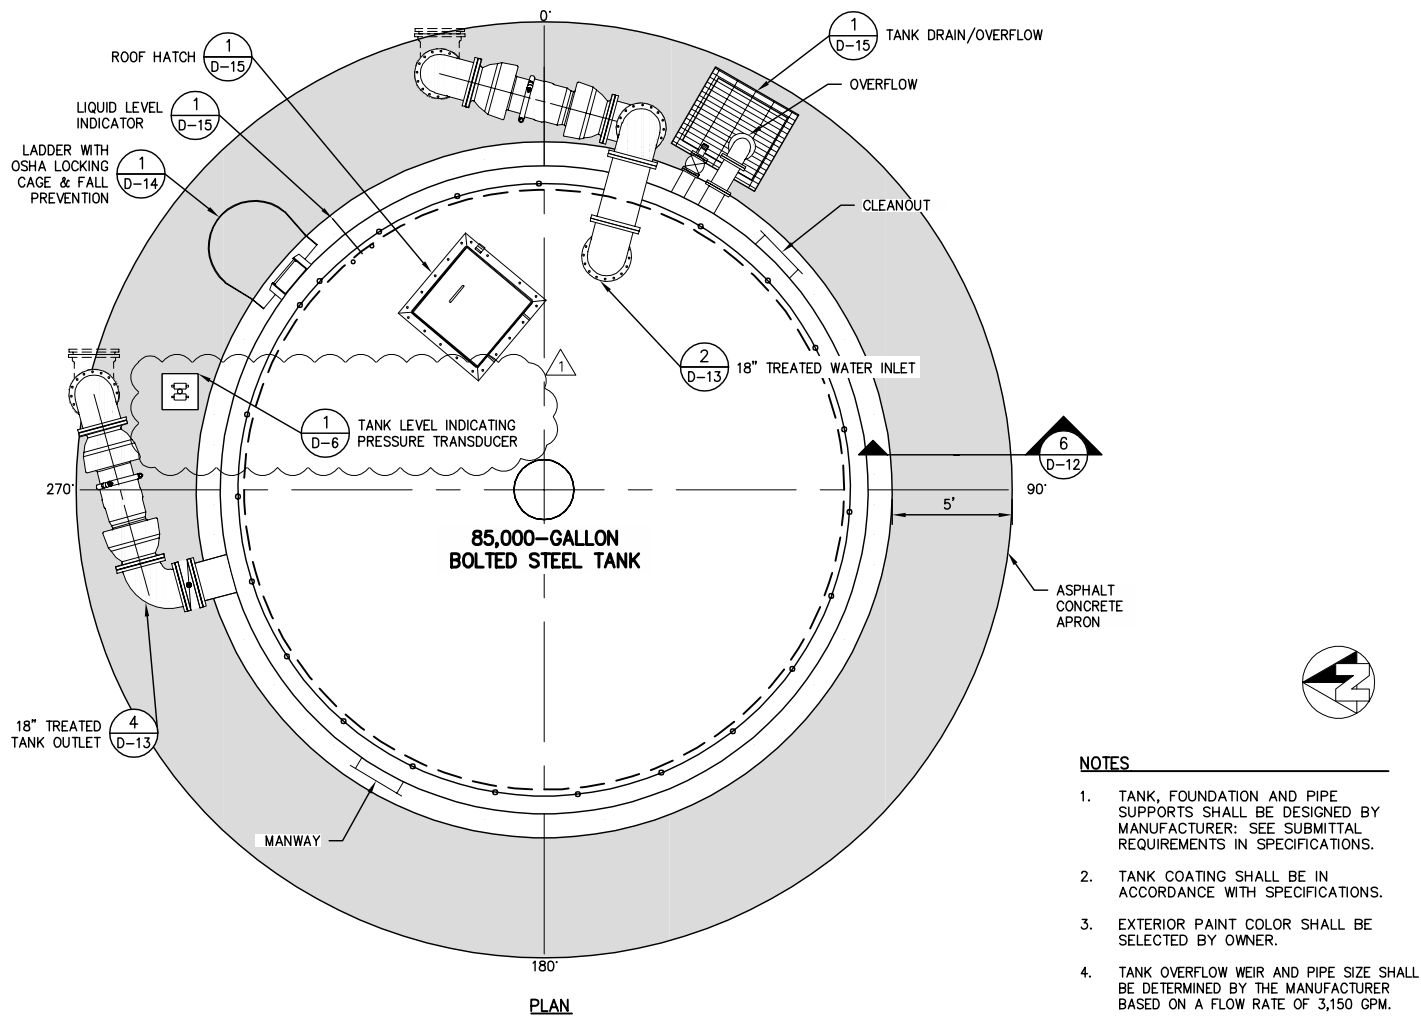 0°
1
D-15
TANK DRAIN/OVERFLOW
ROOF HATCH
1
D-15
OVERFLOW
LIQUID LEVEL
INDICATOR
1
D-15
LADDER WITH
OSHA LOCKING
CAGE & FALL
PREVENTION
1
D-14
CLEANOUT
1
2
D-13
18" TREATED WATER INLET
1
D-6
TANK LEVEL INDICATING
PRESSURE TRANSDUCER
6
D-12
270°
90°
5'
85,000-GALLON
BOLTED STEEL TANK
ASPHALT
CONCRETE
APRON
N
18" TREATED
TANK OUTLET
4
D-13
MANWAY
180°
PLAN
NOTES
1. TANK, FOUNDATION AND PIPE
SUPPORTS SHALL BE DESIGNED BY
MANUFACTURER: SEE SUBMITTAL
REQUIREMENTS IN SPECIFICATIONS.
2. TANK COATING SHALL BE IN
ACCORDANCE WITH SPECIFICATIONS.
3. EXTERIOR PAINT COLOR SHALL BE
SELECTED BY OWNER.
4. TANK OVERFLOW WEIR AND PIPE SIZE SHALL
BE DETERMINED BY THE MANUFACTURER
BASED ON A FLOW RATE OF 3,150 GPM.